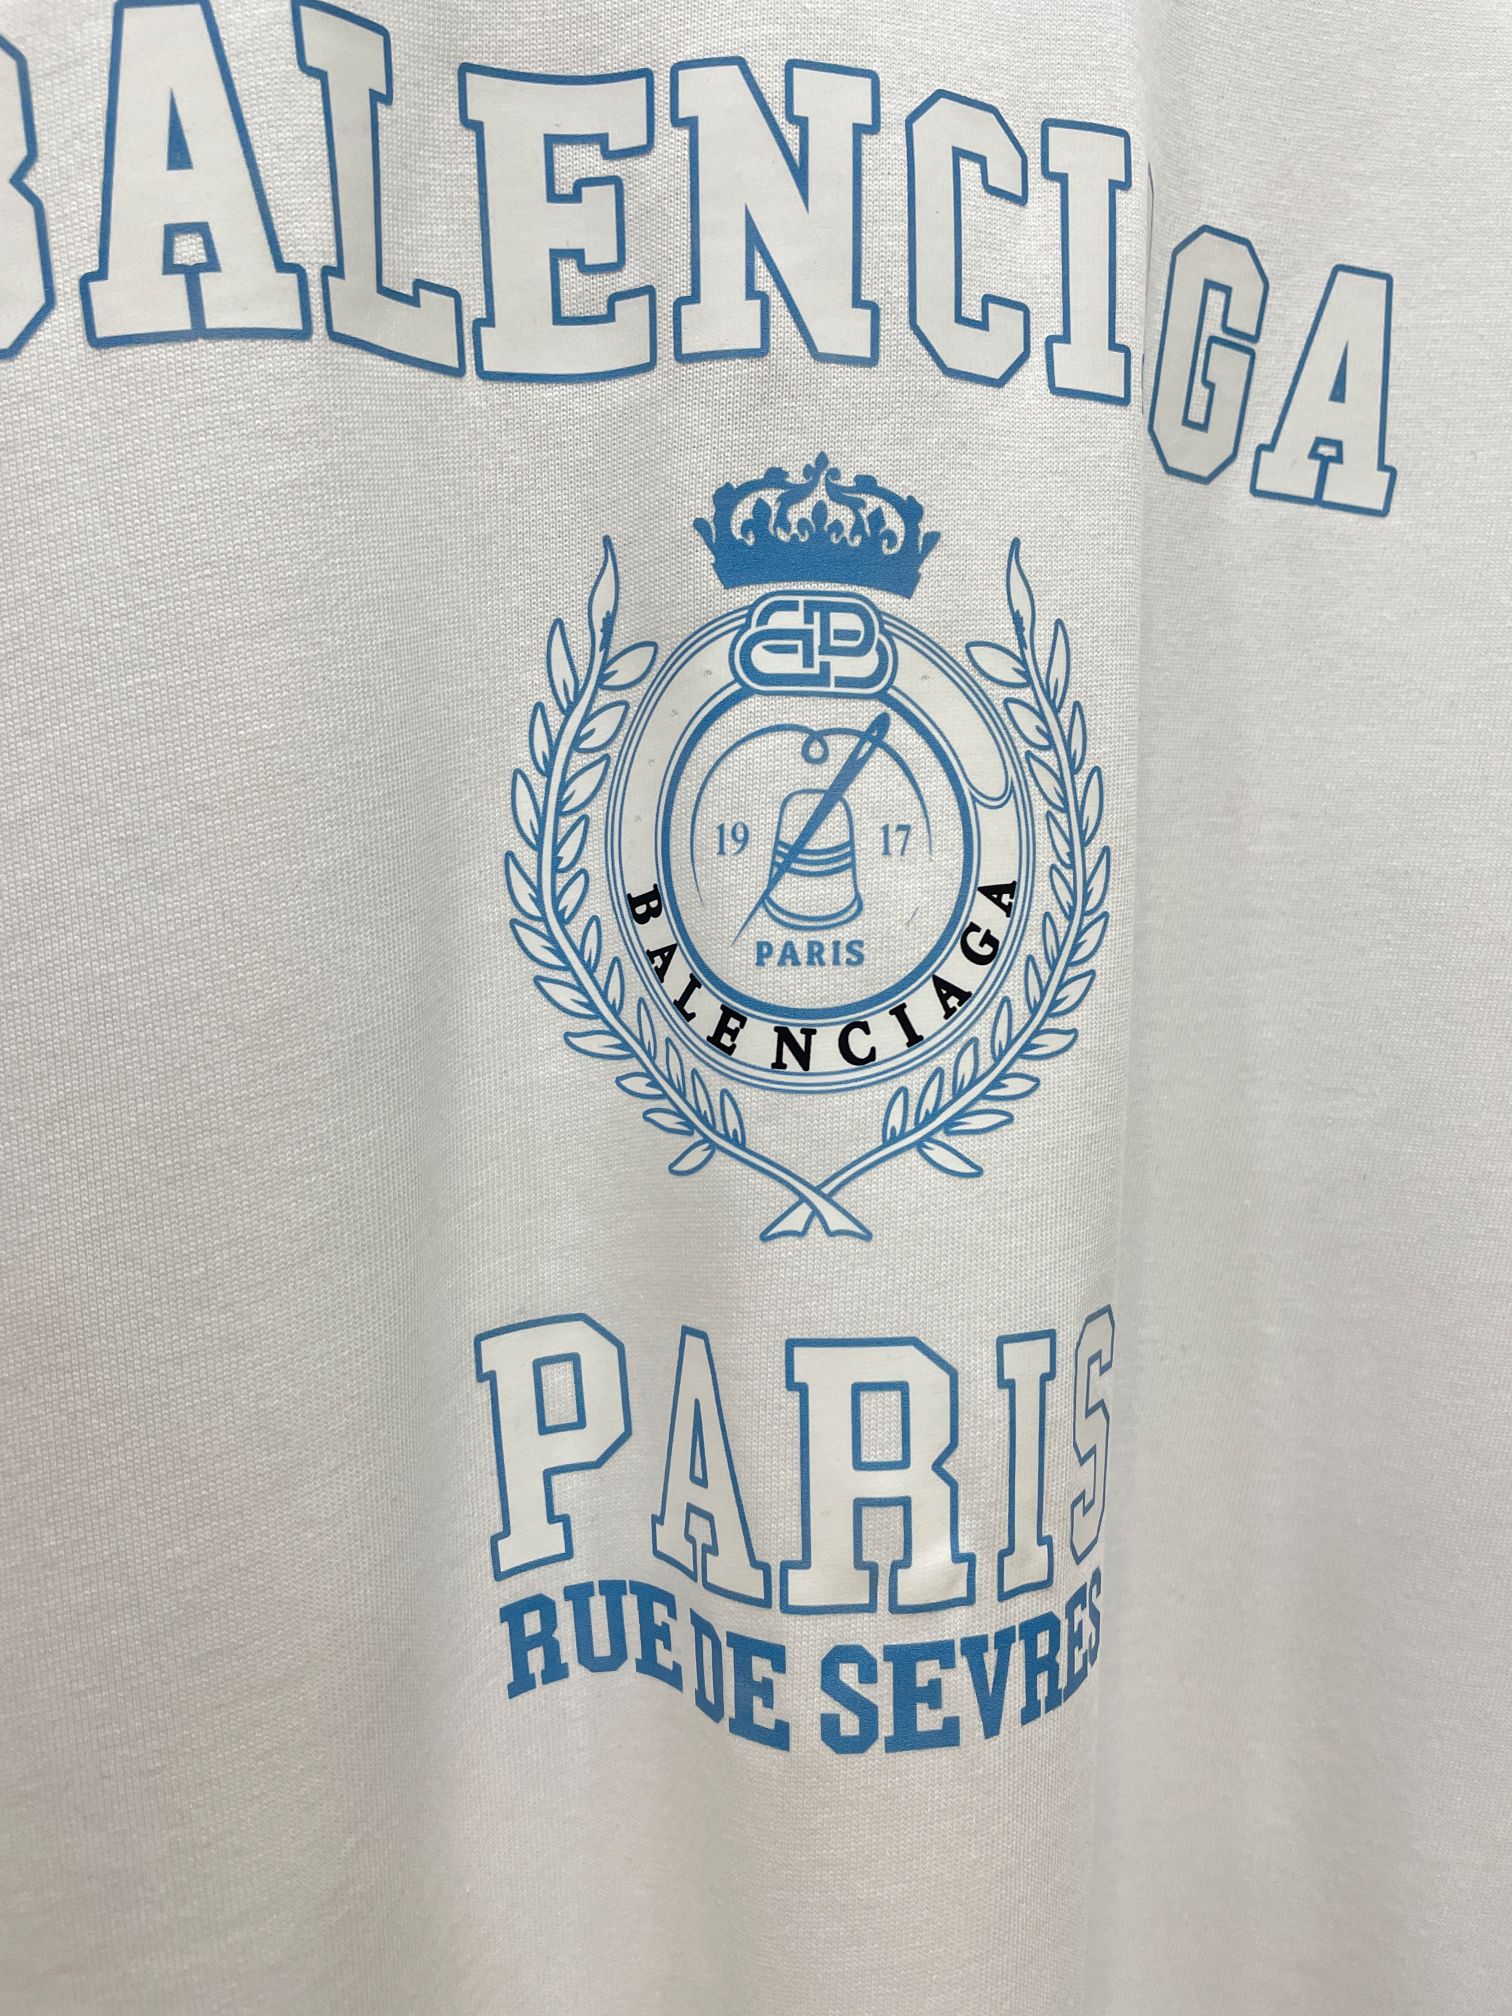 BALENCIAGA
19 17
PARIS
BALENCIAGA
PARIS
RUE DE SEVRES